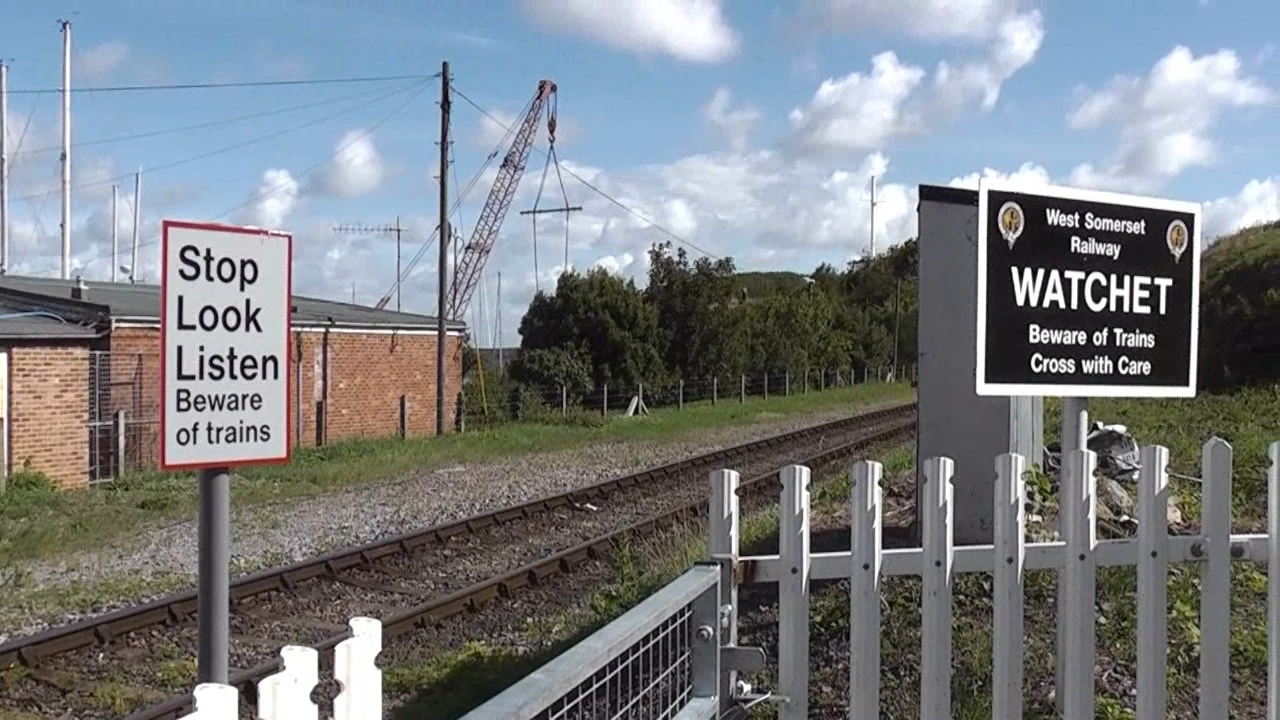 Stop
Look
Listen
Beware
of trains
West Somerset
Railway
WATCHET
Beware of Trains
Cross with Care